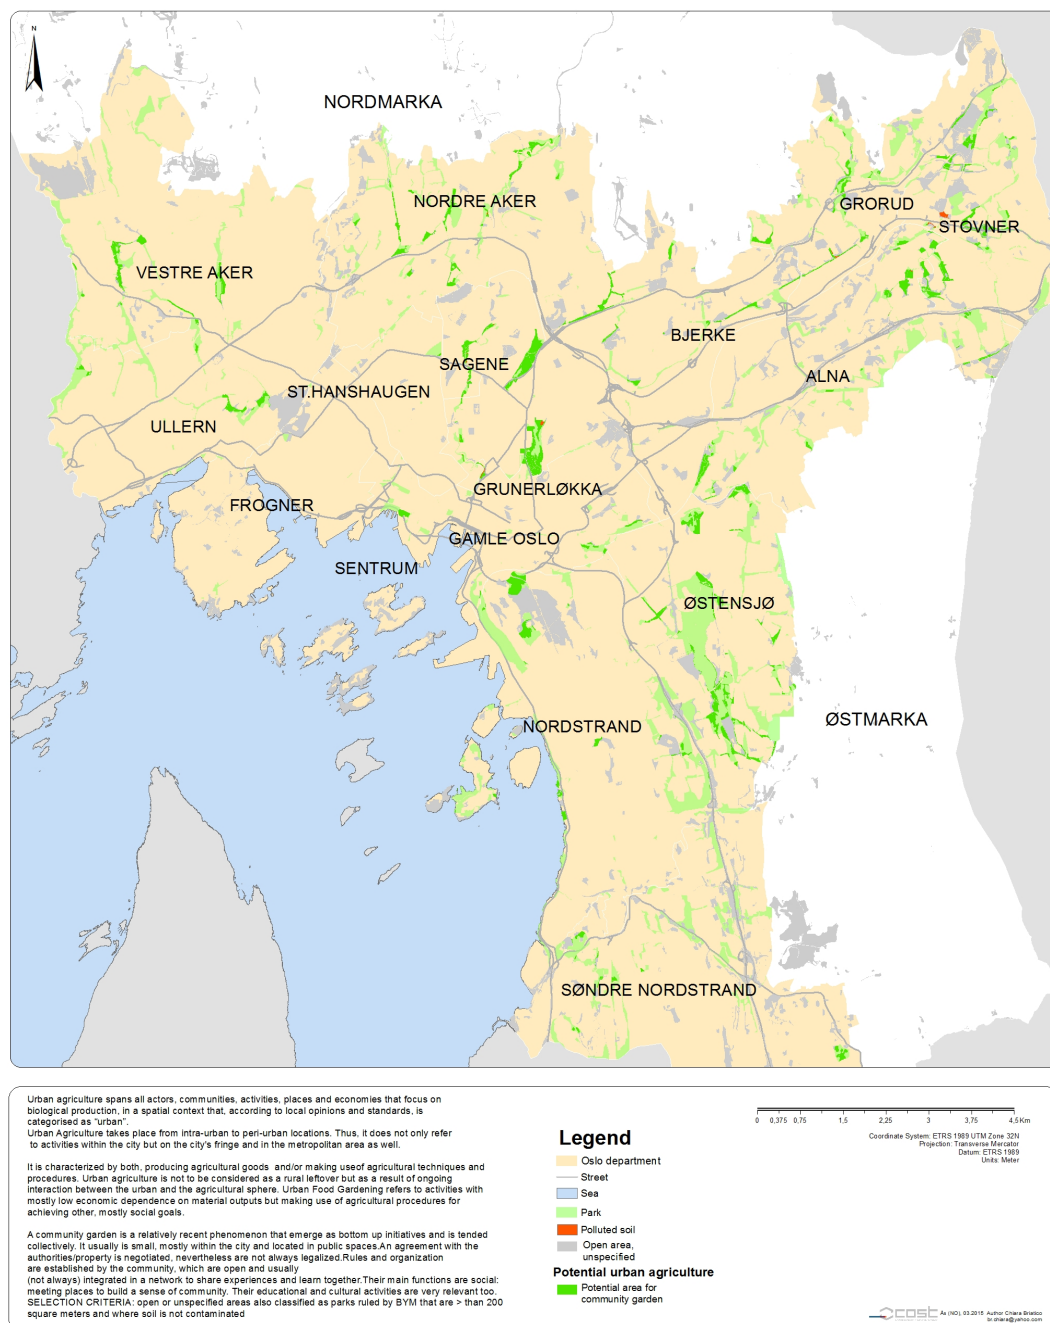 N
NORDMARKA
NORDRE AKER
GRORUD
STOVNER
VESTRE AKER
BJERKE
SAGENE
ALNA
ST.HANSHAUGEN
ULLERN
GRUNERLØKKA
FROGNER
GAMLE OSLO
SENTRUM
ØSTENSJØ
ØSTMARKA
NORDSTRAND
SØNDRE NORDSTRAND
Urban agriculture spans all actors, communities, activities, places and economies that focus on
biological production, in a spatial context that, according to local opinions and standards, is
categorised as "urban".
Urban Agriculture takes place from intra-urban to peri-urban locations. Thus, it does not only refer
to activities within the city but on the city's fringe and in the metropolitan area as well.
It is characterized by both, producing agricultural goods and/or making useof agricultural techniques and
procedures. Urban agriculture is not to be considered as a rural leftover but as a result of ongoing
interaction between the urban and the agricultural sphere. Urban Food Gardening refers to activities with
mostly low economic dependence on material outputs but making use of agricultural procedures for
achieving other, mostly social goals.
A community garden is a relatively recent phenomenon that emerge as bottom up initiatives and is tended
collectively. It usually is small, mostly within the city and located in public spaces.An agreement with the
authorities/property is negotiated, nevertheless are not always legalized.Rules and organization
are established by the community, which are open and usually
(not always) integrated in a network to share experiences and learn together.Their main functions are social:
meeting places to build a sense of community. Their educational and cultural activities are very relevant too.
SELECTION CRITERIA: open or unspecified areas also classified as parks ruled by BYM that are > than 200
square meters and where soil is not contaminated
Legend
Oslo department
Street
Sea
Park
Polluted soil
Open area,
unspecified
Potential urban agriculture
Potential area for
community garden
0 0,375 0,75 1,5 2,25 3 3,75 4,5 Km
Coordinate System: ETRS 1989 UTM Zone 32N
Projection: Transverse Mercator
Datum: ETRS 1989
Units: Meter
cost
Ås (NO), 03.2015 Author Chiara Briatico
br.chiara@yahoo.com